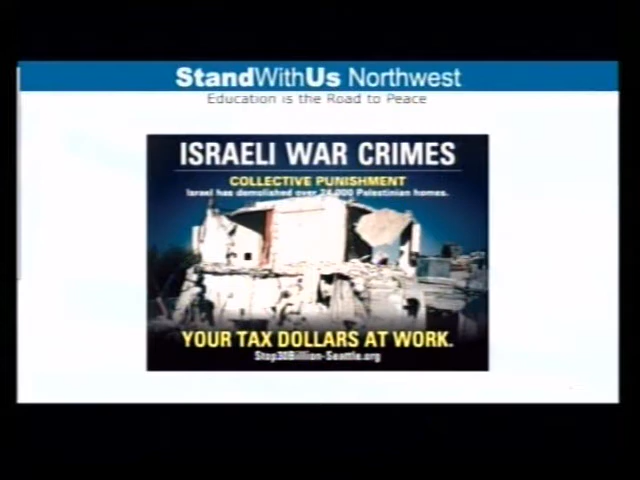 StandWithUs Northwest
Education is the Road to Peace
ISRAELI WAR CRIMES
COLLECTIVE PUNISHMENT
Israel has demolished over 24,000 Palestinian homes.
YOUR TAX DOLLARS AT WORK.
Stop30Billion-Seattle.org